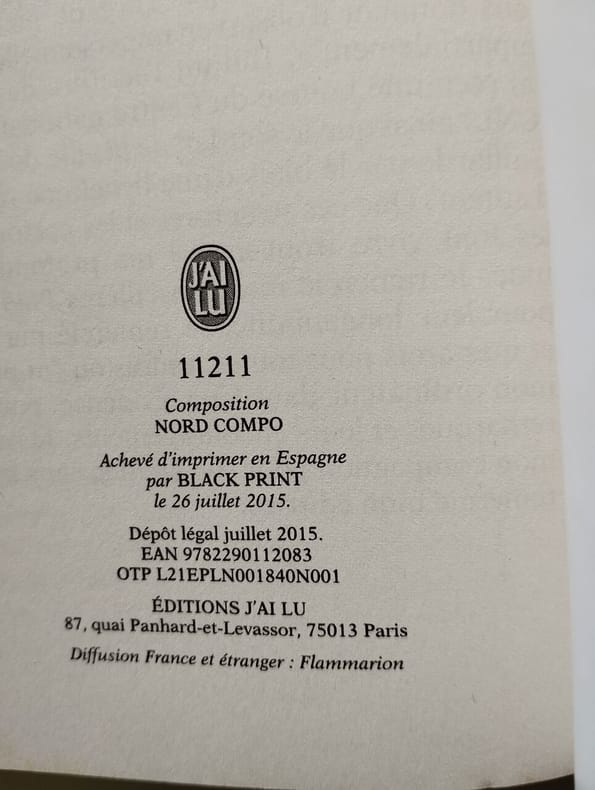 J'AI
LU
11211
Composition
NORD COMPO
Achevé d'imprimer en Espagne
par BLACK PRINT
le 26 juillet 2015.
Dépôt légal juillet 2015.
EAN 9782290112083
OTP L21EPLN001840N001
ÉDITIONS J'AI LU
87, quai Panhard-et-Levassor, 75013 Paris
Diffusion France et étranger : Flammarion